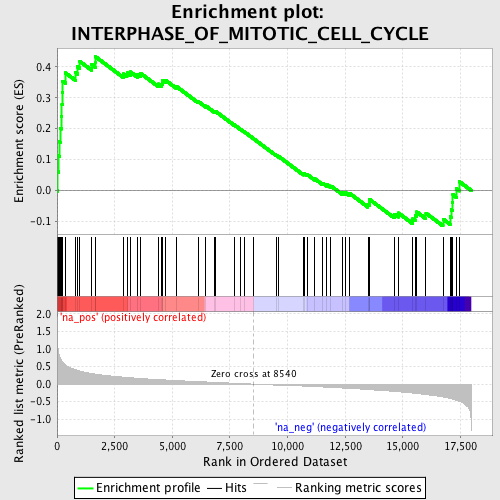 Enrichment plot:
INTERPHASE_OF_MITOTIC_CELL_CYCLE
Enrichment score (ES)
0.4
0.3
0.2
0.1
0.0
-0.1
'na_pos' (positively correlated)
Ranked list metric (PreRanked)
2.0
1.5
1.0
0.5
0.0
-0.5
-1.0
Zero cross at 8540
'na_neg' (negatively correlated)
0
2,500
5,000
7,500
10,000
12,500
15,000
17,500
Rank in Ordered Dataset
Enrichment profile
Hits
Ranking metric scores